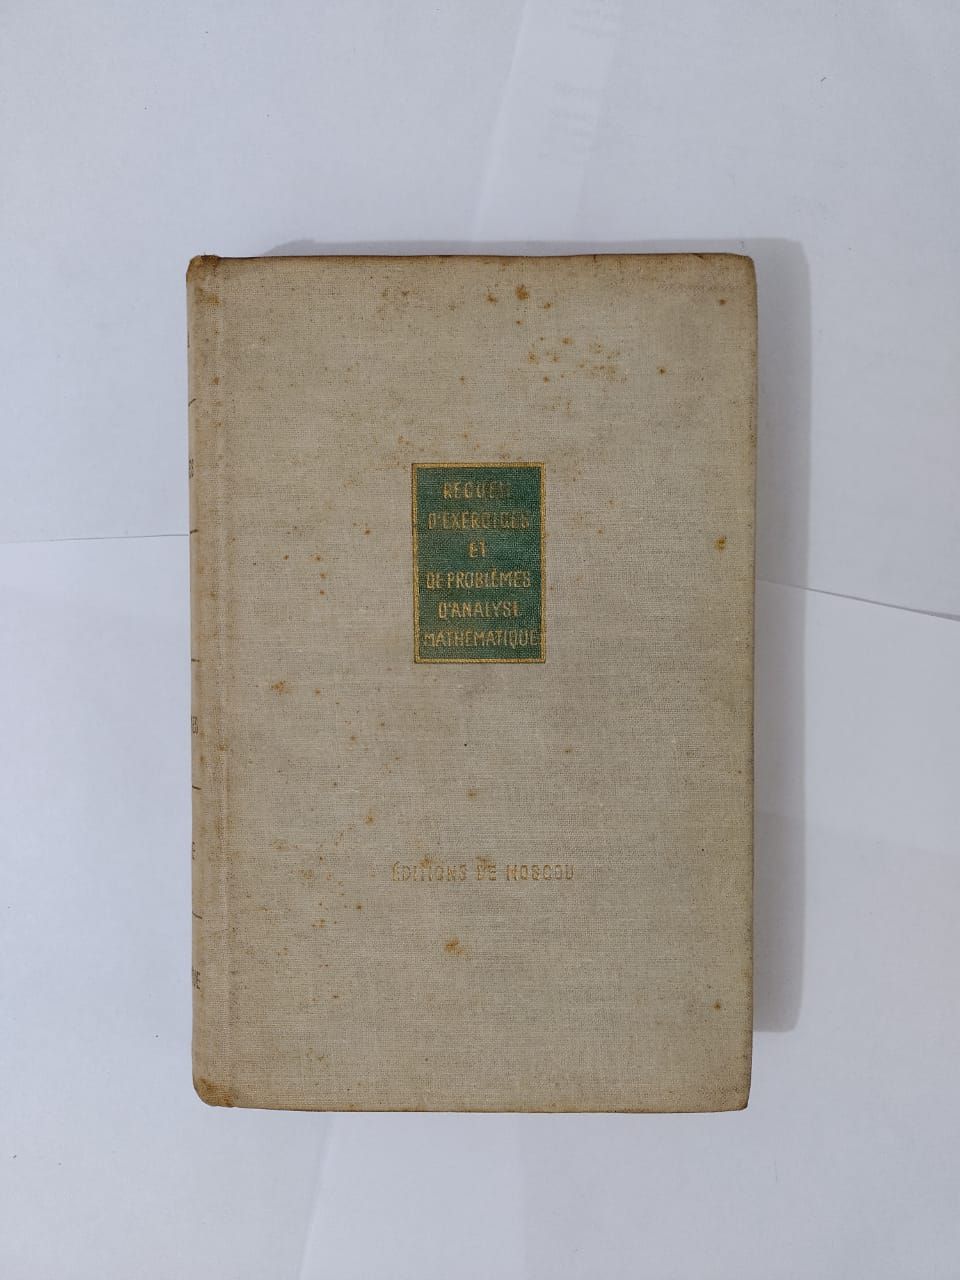 RECUEIL
D'EXERCICES
ET
DE PROBLÈMES
D'ANALYSE
MATHÉMATIQUE
ÉDITIONS DE MOSCOU